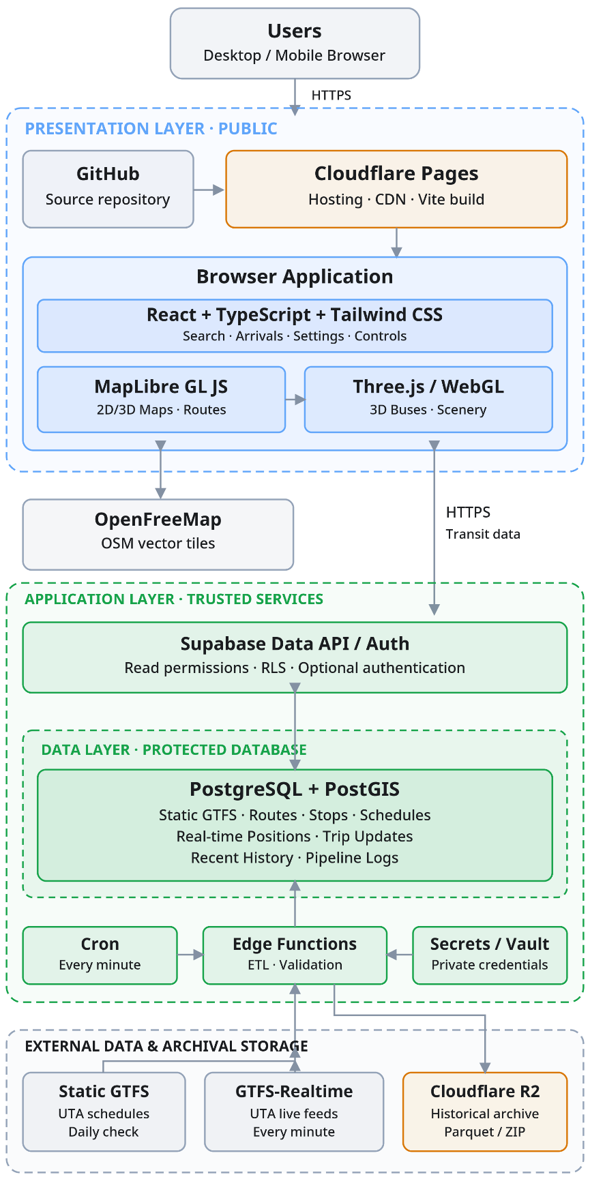 Users
Desktop / Mobile Browser
HTTPS
PRESENTATION LAYER · PUBLIC
GitHub
Source repository
Cloudflare Pages
Hosting · CDN · Vite build
Browser Application
React + TypeScript + Tailwind CSS
Search · Arrivals · Settings · Controls
MapLibre GL JS
2D/3D Maps · Routes
Three.js / WebGL
3D Buses · Scenery
OpenFreeMap
OSM vector tiles
HTTPS
Transit data
APPLICATION LAYER · TRUSTED SERVICES
Supabase Data API / Auth
Read permissions · RLS · Optional authentication
DATA LAYER · PROTECTED DATABASE
PostgreSQL + PostGIS
Static GTFS · Routes · Stops · Schedules
Real-time Positions · Trip Updates
Recent History · Pipeline Logs
Cron
Every minute
Edge Functions
ETL · Validation
Secrets / Vault
Private credentials
EXTERNAL DATA & ARCHIVAL STORAGE
Static GTFS
UTA schedules
Daily check
GTFS-Realtime
UTA live feeds
Every minute
Cloudflare R2
Historical archive
Parquet / ZIP